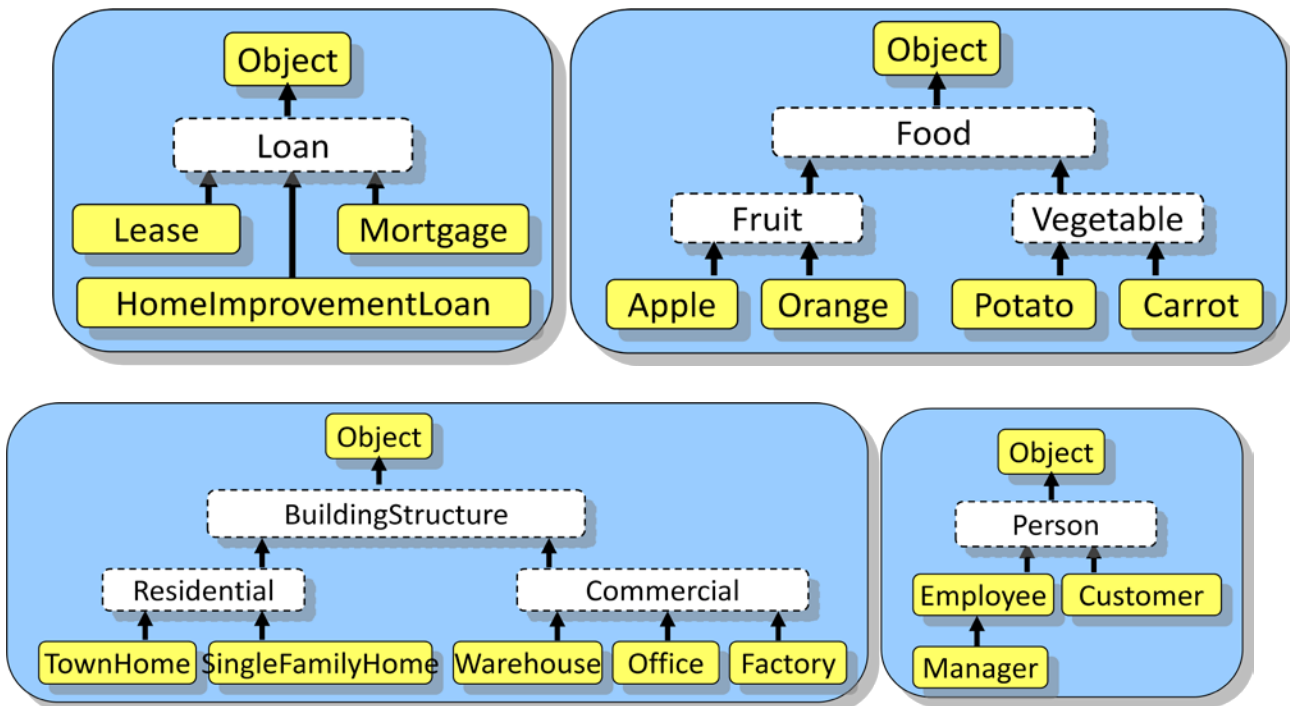 Object
Loan
Lease
Mortgage
HomeImprovementLoan
Object
Food
Fruit
Vegetable
Apple
Orange
Potato
Carrot
Object
BuildingStructure
Residential
Commercial
TownHome
SingleFamilyHome
Warehouse
Office
Factory
Object
Person
Employee
Customer
Manager